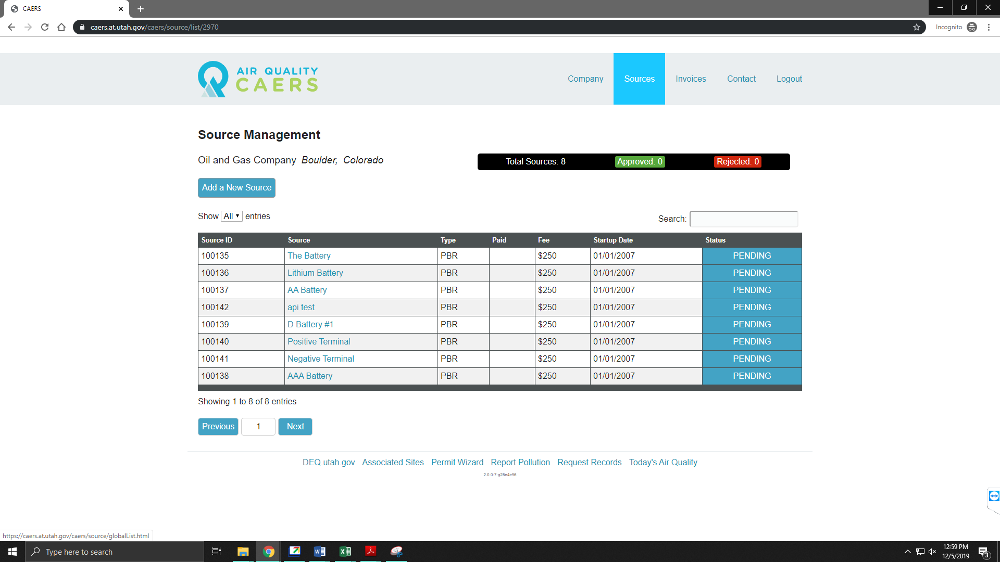 CAERS
caers.at.utah.gov/caers/source/list/2970
Incognito
AIR QUALITY
CAERS
Company Sources Invoices Contact Logout
Source Management
Oil and Gas Company Boulder, Colorado
Total Sources: 8 Approved: 0 Rejected: 0
Add a New Source
Show All entries
Search:
Source ID Source Type Paid Fee Startup Date Status
100135 The Battery PBR $250 01/01/2007 PENDING
100136 Lithium Battery PBR $250 01/01/2007 PENDING
100137 AA Battery PBR $250 01/01/2007 PENDING
100142 api test PBR $250 01/01/2007 PENDING
100139 D Battery #1 PBR $250 01/01/2007 PENDING
100140 Positive Terminal PBR $250 01/01/2007 PENDING
100141 Negative Terminal PBR $250 01/01/2007 PENDING
100138 AAA Battery PBR $250 01/01/2007 PENDING
Showing 1 to 8 of 8 entries
Previous 1 Next
DEQ.utah.gov Associated Sites Permit Wizard Report Pollution Request Records Today's Air Quality
2.0.0-7-g25e4e96
https://caers.at.utah.gov/caers/source/globalList.html
Type here to search
12:59 PM
12/5/2019
3